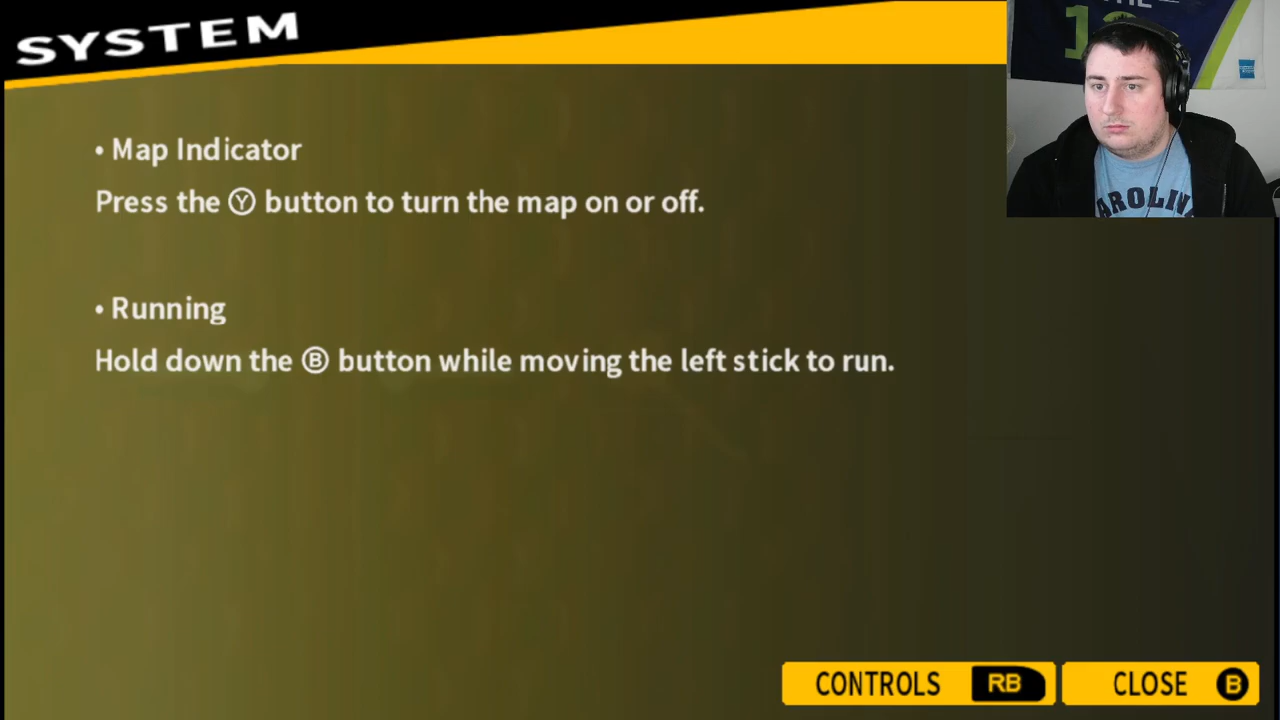 SYSTEM
• Map Indicator
Press the Ⓨ button to turn the map on or off.
• Running
Hold down the Ⓑ button while moving the left stick to run.
CONTROLS RB CLOSE B